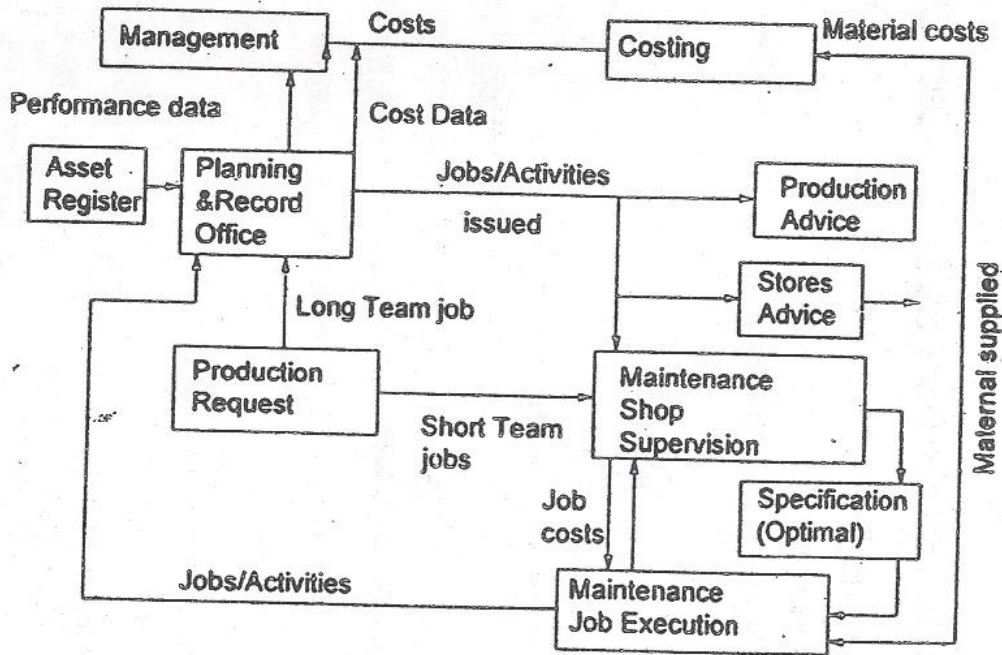 Management
Costs
Costing
Material costs
Performance data
Cost Data
Asset
Register
Planning
&Record
Office
Jobs/Activities
issued
Production
Advice
Stores
Advice
Long Team job
Production
Request
Short Team
jobs
Maintenance
Shop
Supervision
Maternal supplied
Job
costs
Specification
(Optimal)
Jobs/Activities
Maintenance
Job Execution